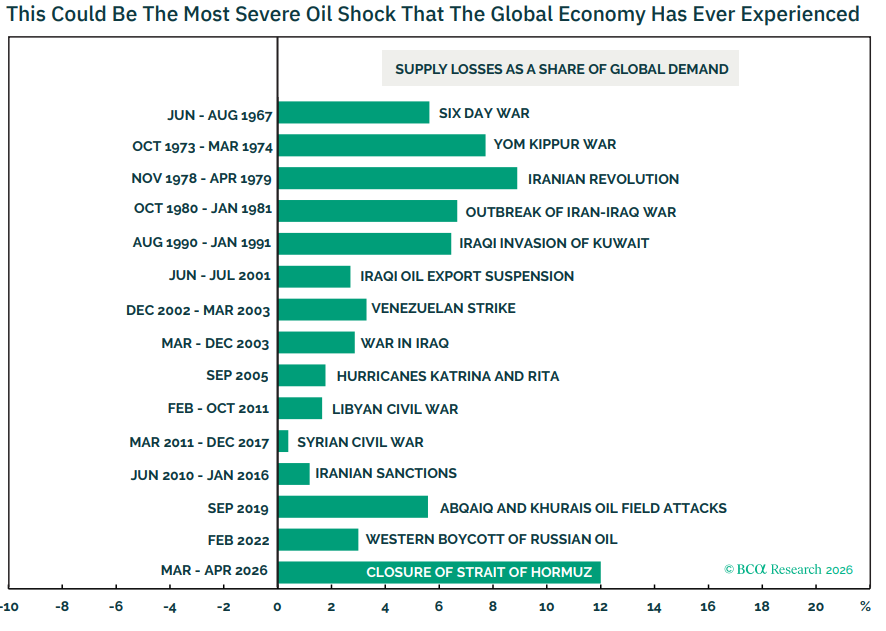 his Could Be The Most Severe Oil Shock That The Global Economy Has Ever Experienced
SUPPLY LOSSES AS A SHARE OF GLOBAL DEMAND
JUN - AUG 1967 SIX DAY WAR
OCT 1973 - MAR 1974 YOM KIPPUR WAR
NOV 1978 - APR 1979 IRANIAN REVOLUTION
OCT 1980 - JAN 1981 OUTBREAK OF IRAN-IRAQ WAR
AUG 1990 - JAN 1991 IRAQI INVASION OF KUWAIT
JUN - JUL 2001 IRAQI OIL EXPORT SUSPENSION
DEC 2002 - MAR 2003 VENEZUELAN STRIKE
MAR - DEC 2003 WAR IN IRAQ
SEP 2005 HURRICANES KATRINA AND RITA
FEB - OCT 2011 LIBYAN CIVIL WAR
MAR 2011 - DEC 2017 SYRIAN CIVIL WAR
JUN 2010 - JAN 2016 IRANIAN SANCTIONS
SEP 2019 ABQAIQ AND KHURAIS OIL FIELD ATTACKS
FEB 2022 WESTERN BOYCOTT OF RUSSIAN OIL
MAR - APR 2026 CLOSURE OF STRAIT OF HORMUZ
© BCα Research 2026
-10 -8 -6 -4 -2 0 2 4 6 8 10 12 14 16 18 20 %